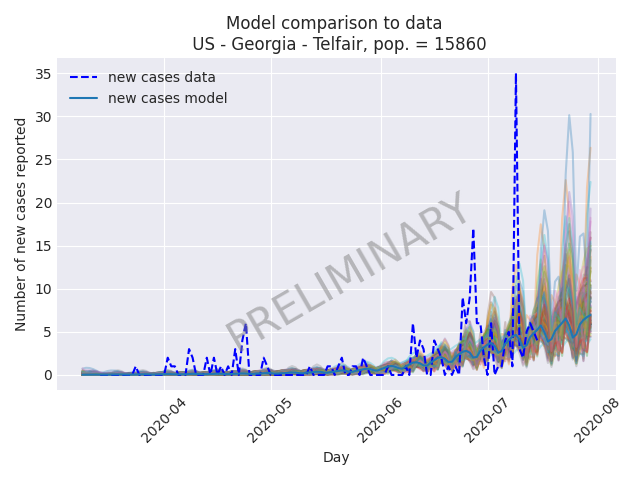 Model comparison to data
US - Georgia - Telfair, pop. = 15860
new cases data
new cases model
Number of new cases reported
35
30
25
20
15
10
5
0
PRELIMINARY
2020-04
2020-05
2020-06
2020-07
2020-08
Day